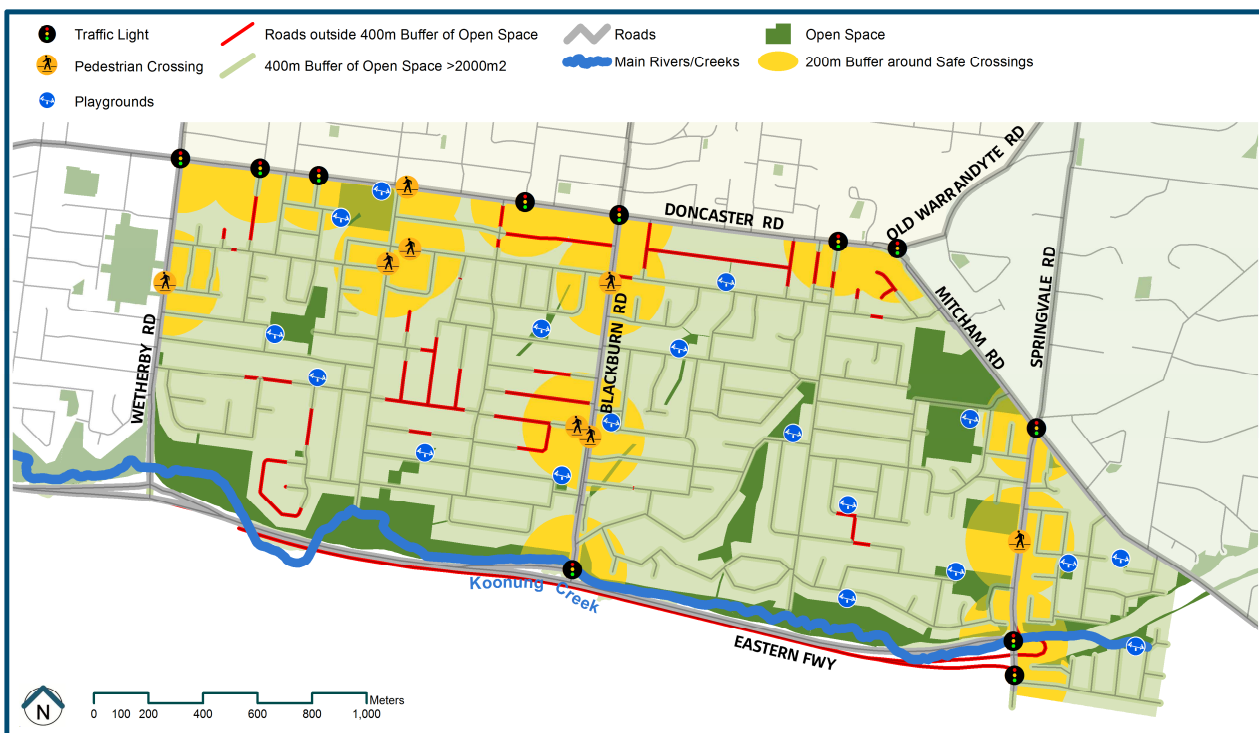 Traffic Light
Roads outside 400m Buffer of Open Space
Roads
Open Space
Pedestrian Crossing
400m Buffer of Open Space >2000m2
Main Rivers/Creeks
200m Buffer around Safe Crossings
Playgrounds
DONCASTER RD
OLD WARRANDYTE RD
MITCHAM RD
SPRINGVALE RD
WETHERBY RD
BLACKBURN RD
Koonung Creek
EASTERN FWY
N
Meters
0 100 200 400 600 800 1,000